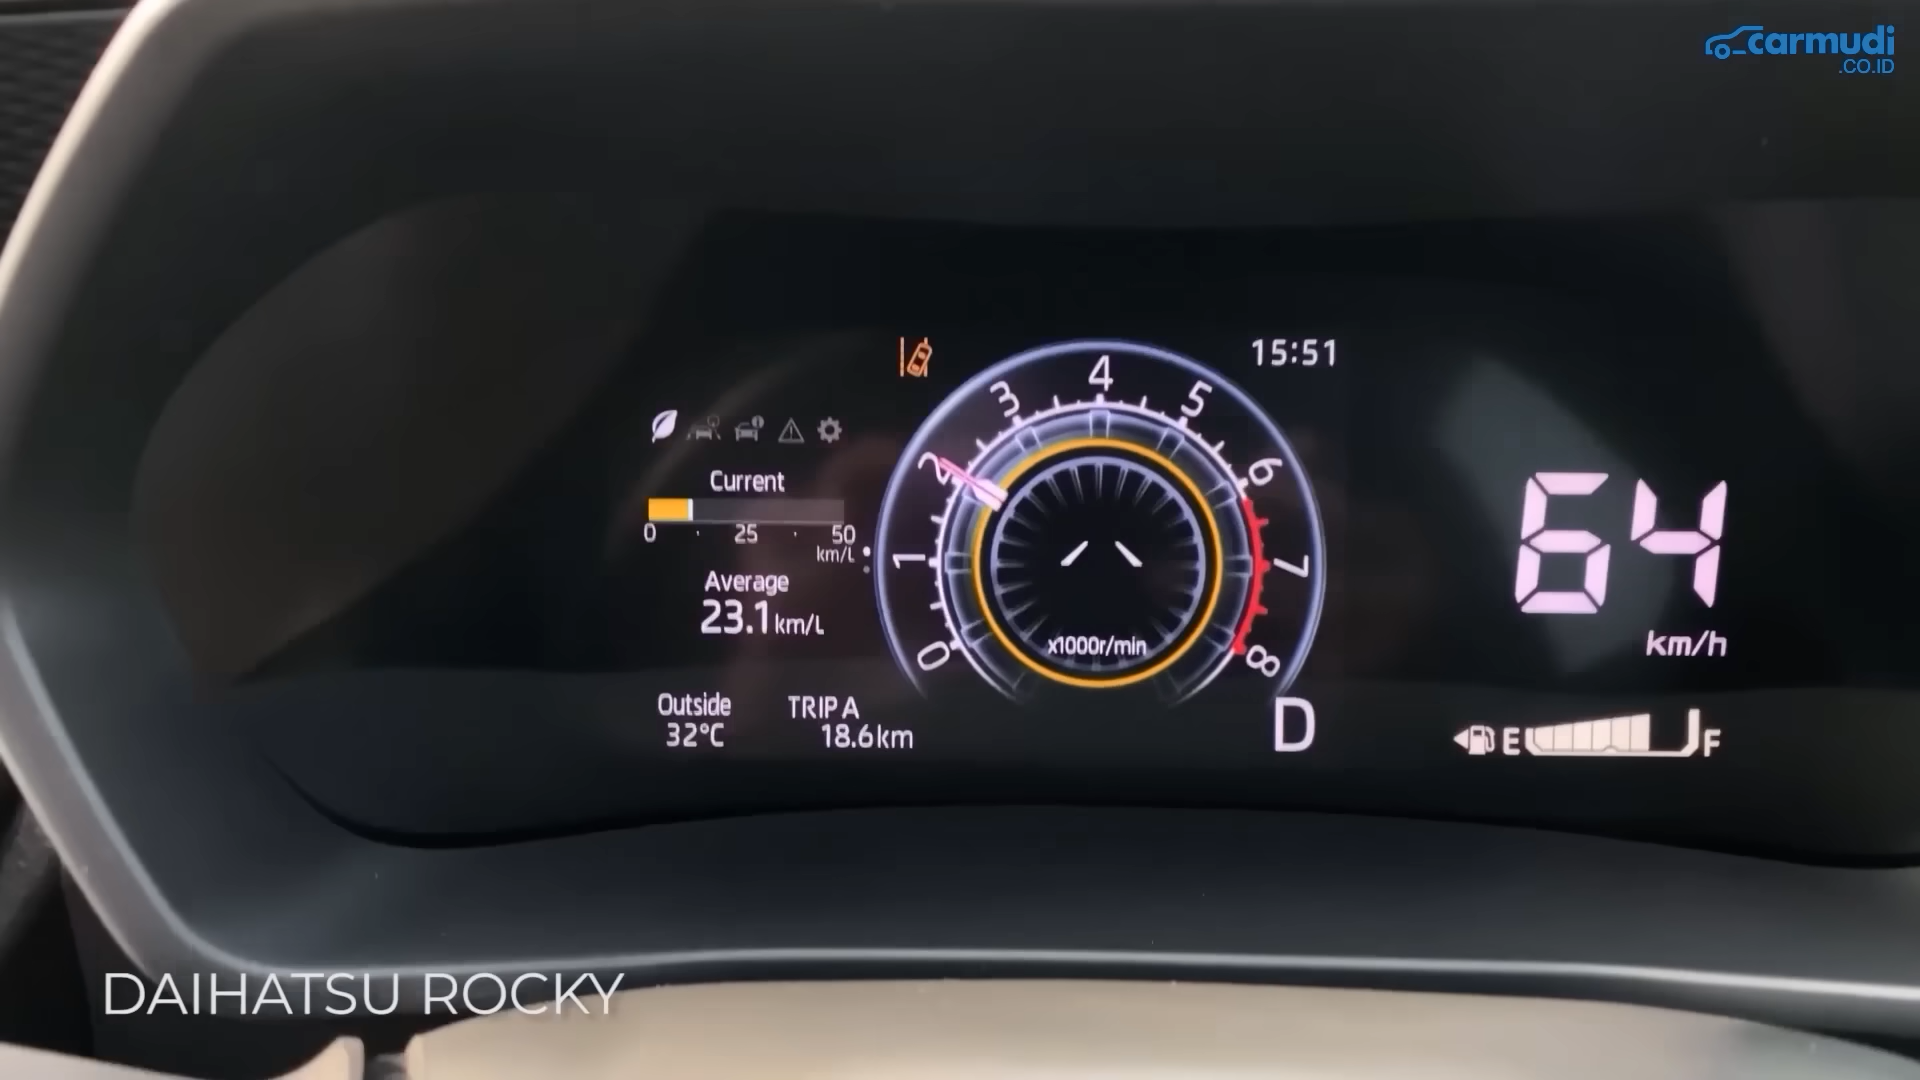 carmudi
.CO.ID
15:51
Current
0 25 50
km/L
Average
23.1 km/L
Outside
32°C
TRIP A
18.6 km
0 1 2 3 4 5 6 7 8
x1000r/min
D
64
km/h
E F
DAIHATSU ROCKY